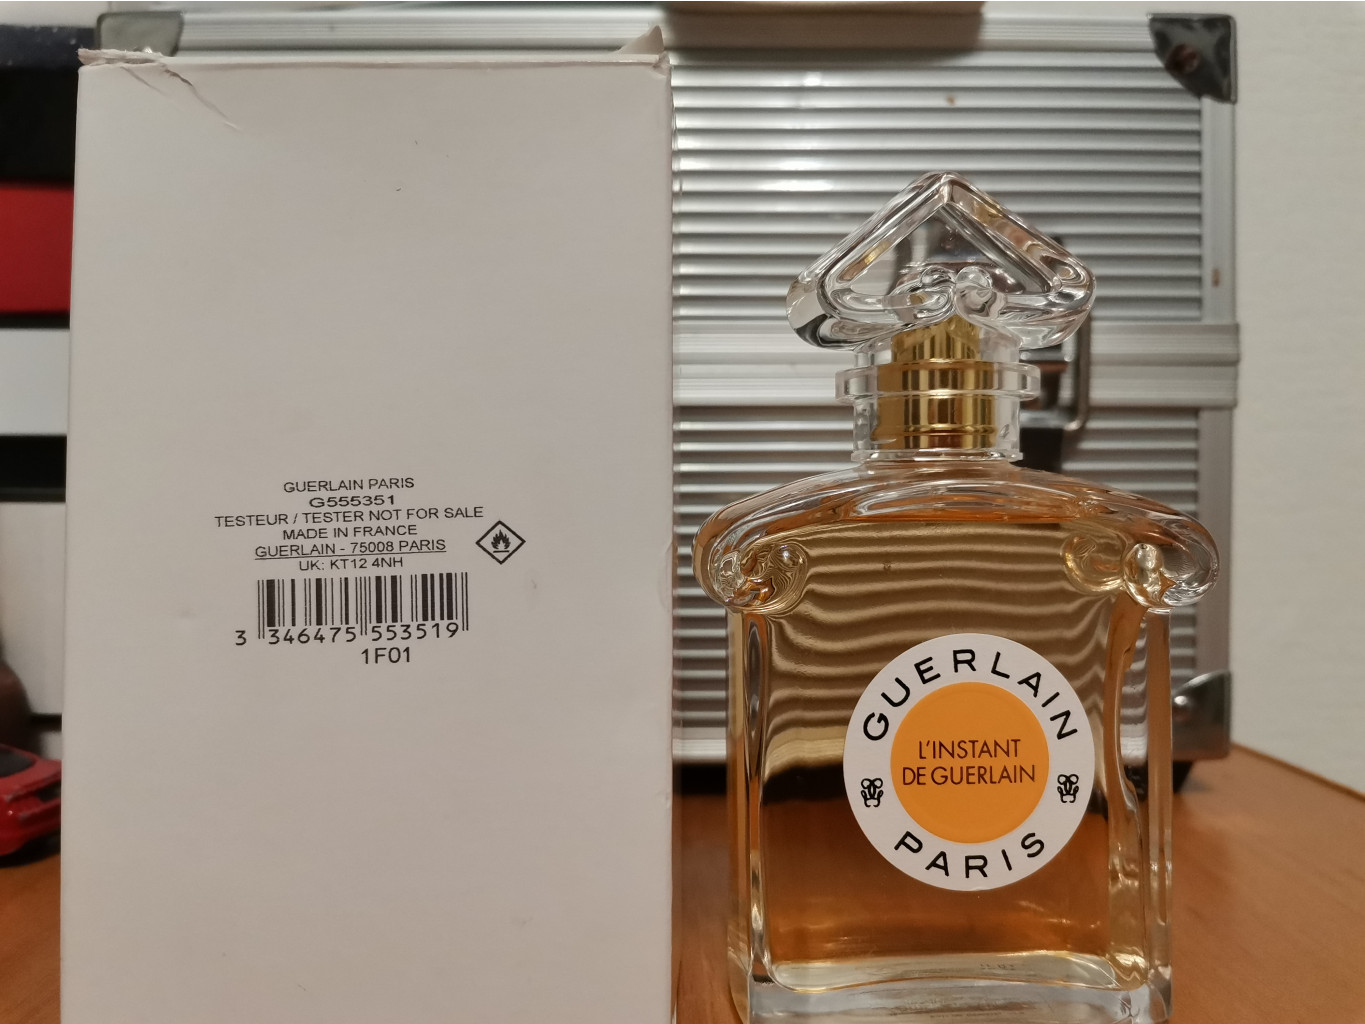 GUERLAIN PARIS
G555351
TESTEUR / TESTER NOT FOR SALE
MADE IN FRANCE
GUERLAIN - 75008 PARIS
UK: KT12 4NH
3 346475 553519
1F01
GUERLAIN
L'INSTANT
DE GUERLAIN
PARIS